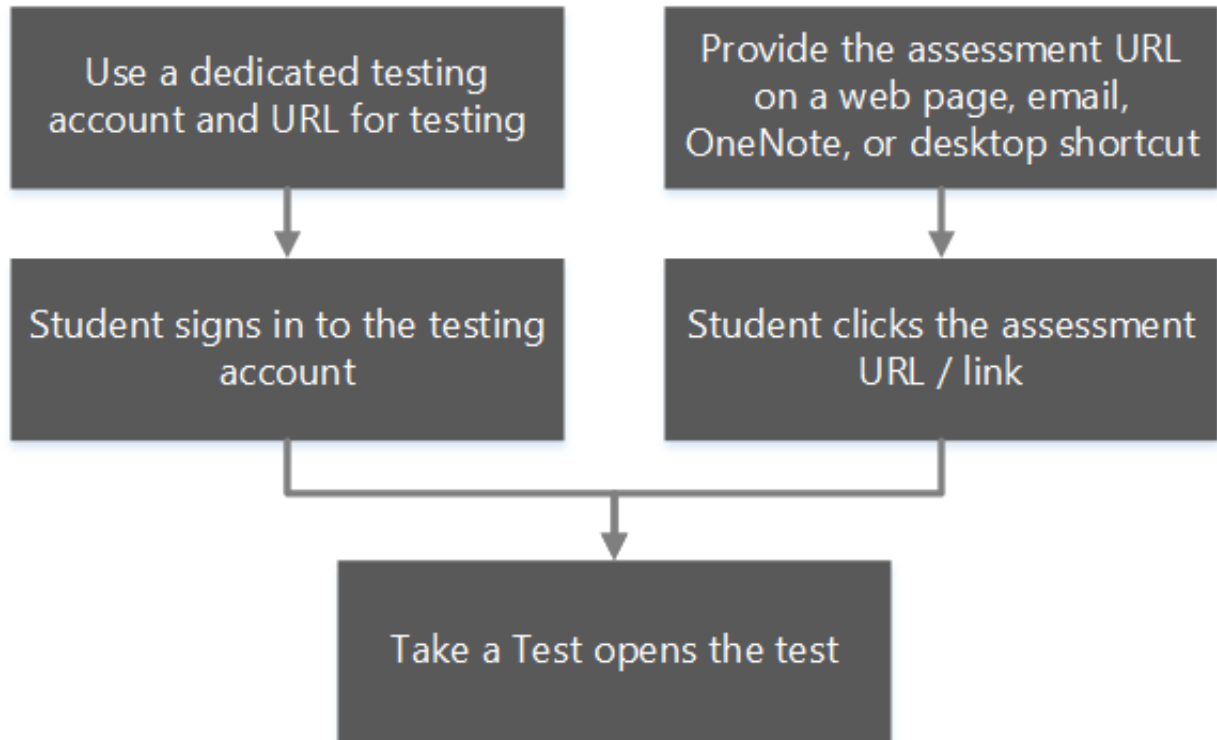 Use a dedicated testing
account and URL for testing
Provide the assessment URL
on a web page, email,
OneNote, or desktop shortcut
Student signs in to the testing
account
Student clicks the assessment
URL / link
Take a Test opens the test